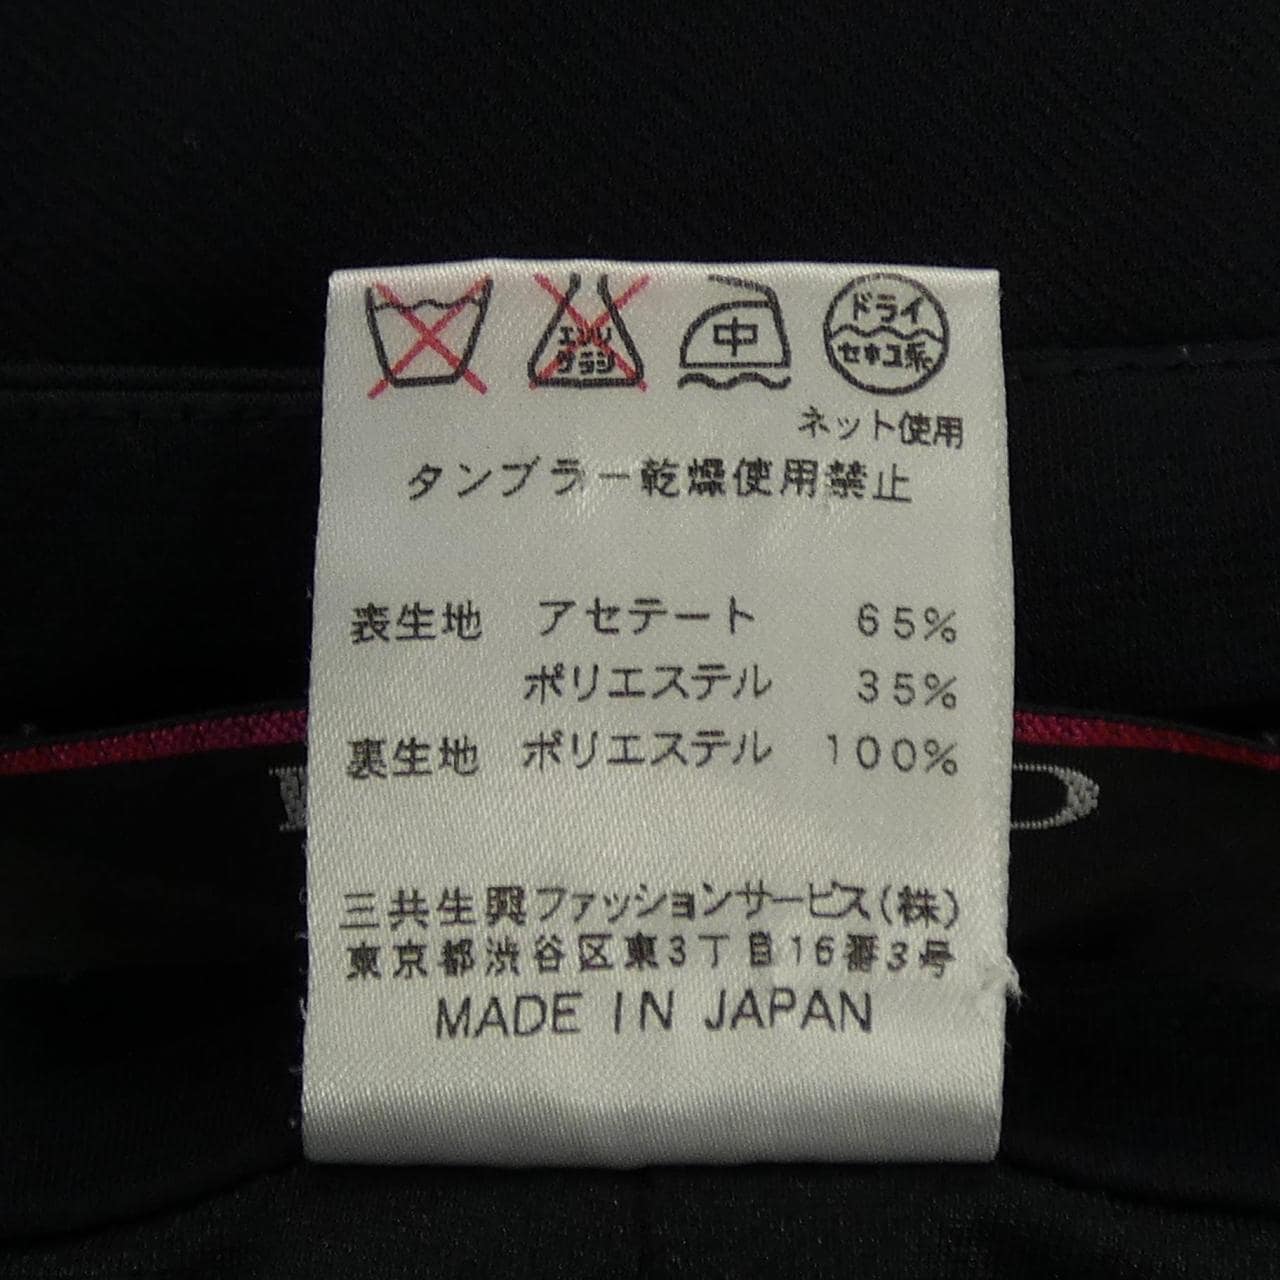 エンソ
サラシ
中
ドライ
セキユ系
ネット使用
タンブラー乾燥使用禁止
表生地 アセテート 65%
ポリエステル 35%
裏生地 ポリエステル 100%
三共生興ファッションサービス(株)
東京都渋谷区東3丁目16番3号
MADE IN JAPAN